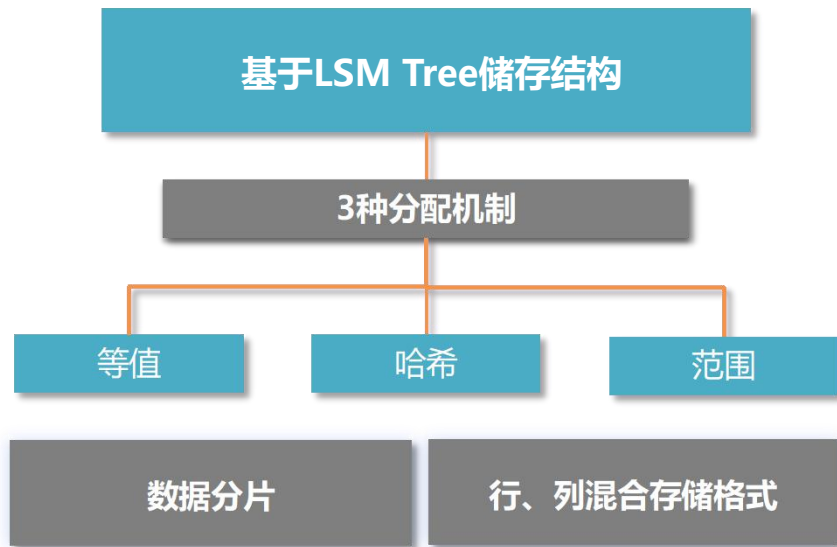 基于LSM Tree储存结构
3种分配机制
等值
哈希
范围
数据分片
行、列混合存储格式